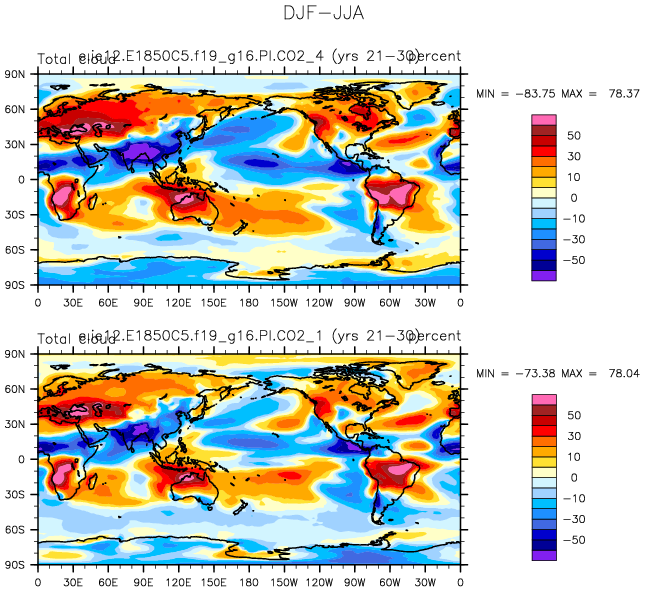 DJF-JJA
Total cloud e.ie12.E1850C5.f19_g16.PI.CO2_4 (yrs 21-30) percent
MIN = -83.75 MAX = 78.37
90N
60N
30N
0
30S
60S
90S
0 30E 60E 90E 120E 150E 180 150W 120W 90W 60W 30W 0
50
30
10
0
-10
-30
-50
Total cloud e.ie12.E1850C5.f19_g16.PI.CO2_1 (yrs 21-30) percent
MIN = -73.38 MAX = 78.04
90N
60N
30N
0
30S
60S
90S
0 30E 60E 90E 120E 150E 180 150W 120W 90W 60W 30W 0
50
30
10
0
-10
-30
-50